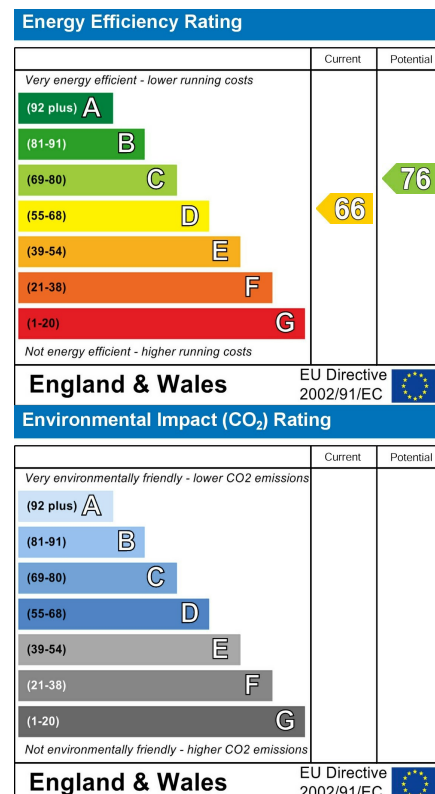 Energy Efficiency Rating
Current Potential
Very energy efficient - lower running costs
(92 plus) A
(81-91) B
(69-80) C 76
(55-68) D 66
(39-54) E
(21-38) F
(1-20) G
Not energy efficient - higher running costs
England & Wales EU Directive 2002/91/EC
Environmental Impact (CO₂) Rating
Current Potential
Very environmentally friendly - lower CO2 emissions
(92 plus) A
(81-91) B
(69-80) C
(55-68) D
(39-54) E
(21-38) F
(1-20) G
Not environmentally friendly - higher CO2 emissions
England & Wales EU Directive 2002/91/EC